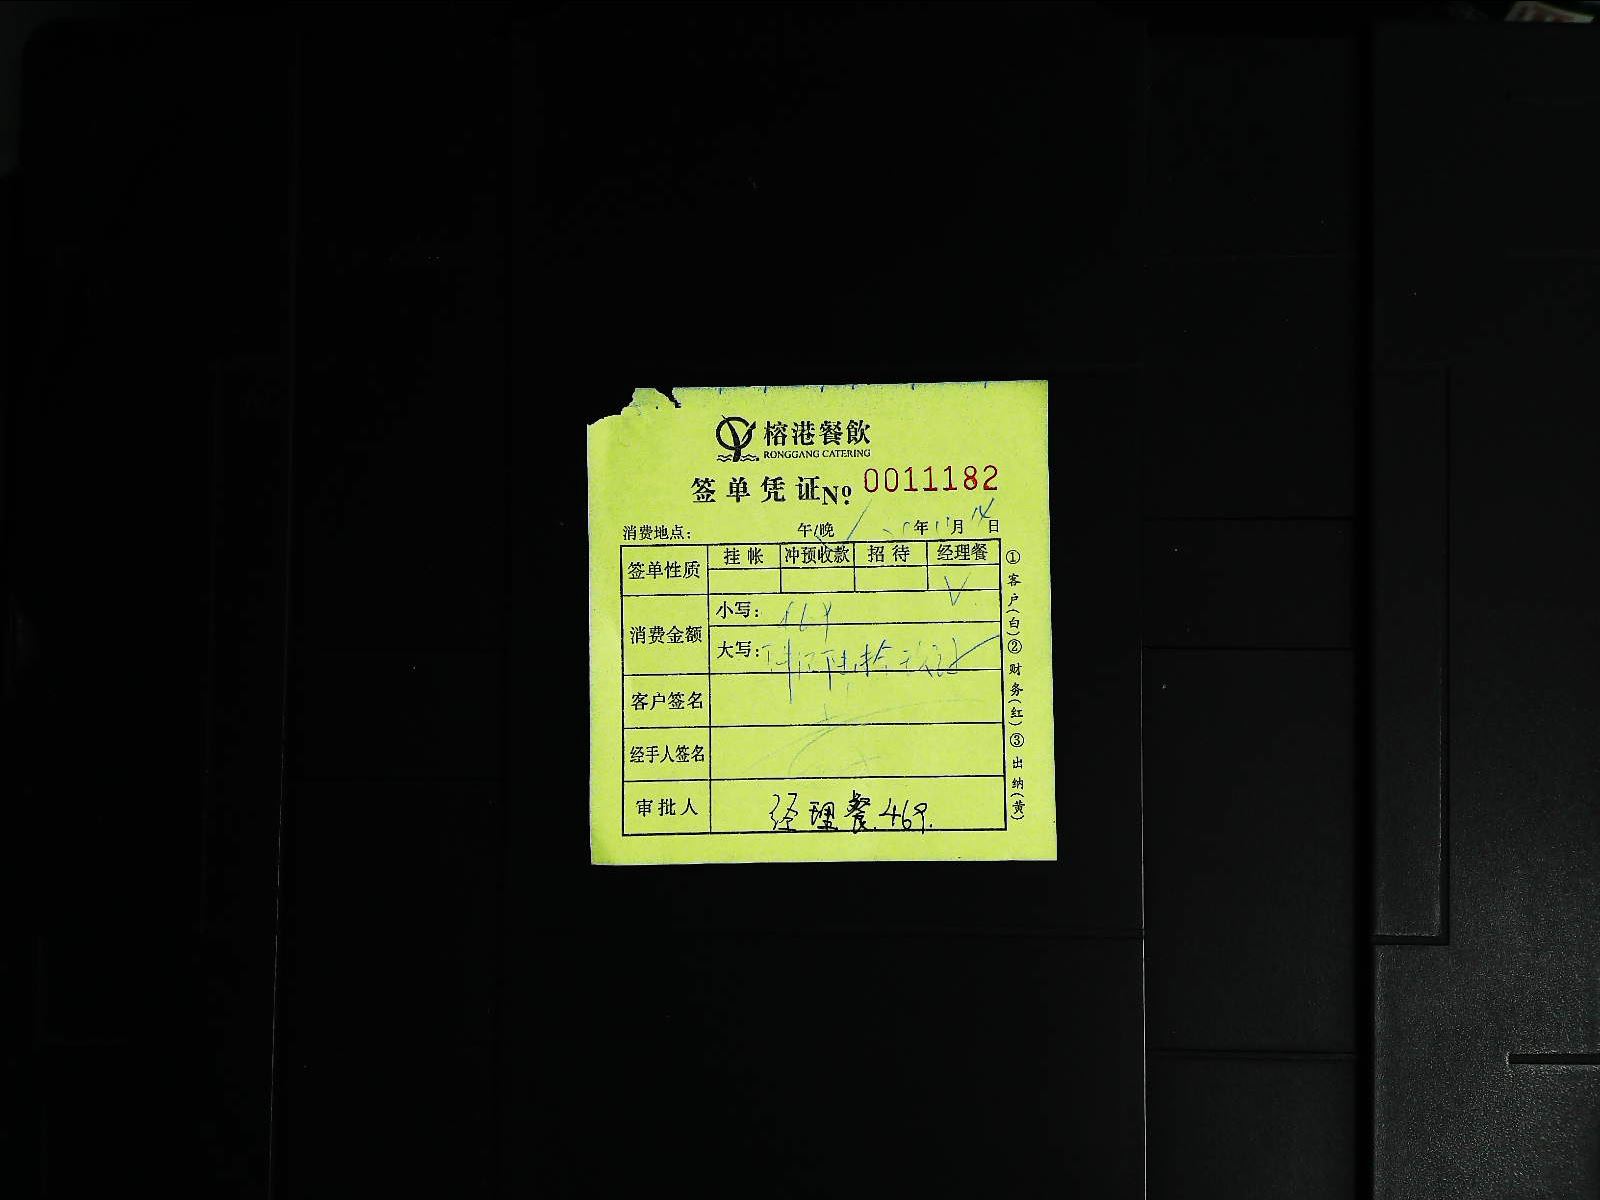 榕港餐飲
RONGGANG CATERING
签单凭证 № 0011182
消费地点: 午/晚 年 月 14 日
签单性质 挂帐 冲预收款 招待 经理餐
√
消费金额 小写:
大写:
客户签名
经手人签名
审批人 经理餐.469.
①客户(白)②财务(红)③出纳(黄)